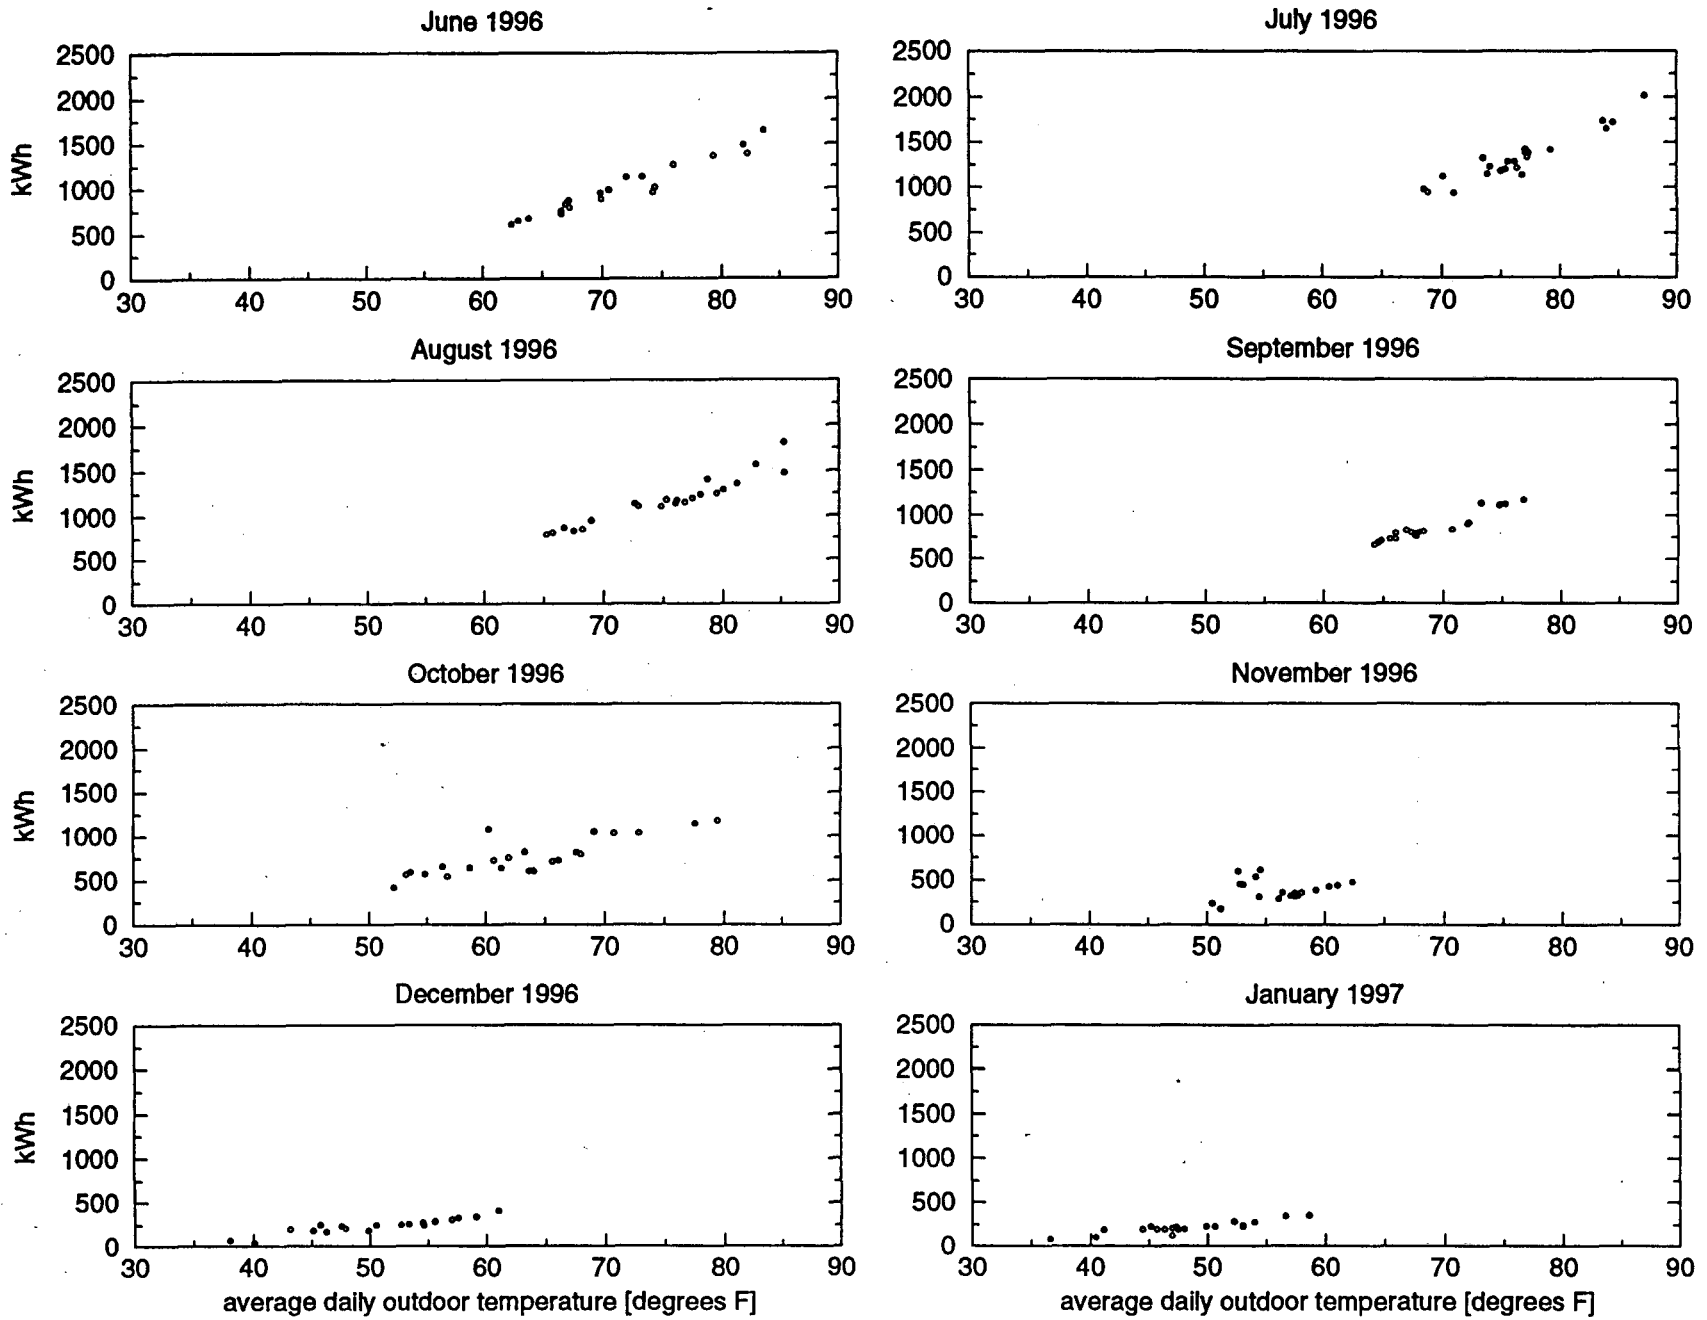 June 1996
July 1996
2500
2000
1500
1000
500
0
kWh
30 40 50 60 70 80 90
2500
2000
1500
1000
500
0
30 40 50 60 70 80 90
August 1996
September 1996
2500
2000
1500
1000
500
0
kWh
30 40 50 60 70 80 90
2500
2000
1500
1000
500
0
30 40 50 60 70 80 90
October 1996
November 1996
2500
2000
1500
1000
500
0
kWh
30 40 50 60 70 80 90
2500
2000
1500
1000
500
0
30 40 50 60 70 80 90
December 1996
January 1997
2500
2000
1500
1000
500
0
kWh
30 40 50 60 70 80 90
average daily outdoor temperature [degrees F]
2500
2000
1500
1000
500
0
30 40 50 60 70 80 90
average daily outdoor temperature [degrees F]